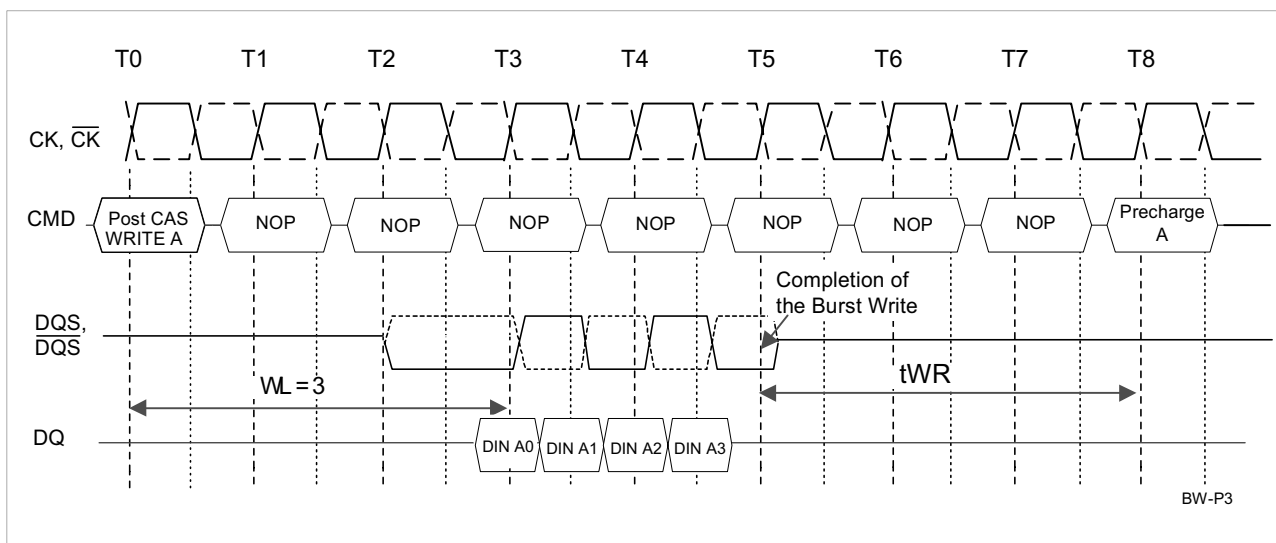 T0 T1 T2 T3 T4 T5 T6 T7 T8
CK, CK
CMD
Post CAS
WRITE A
NOP NOP NOP NOP NOP NOP NOP
Precharge
A
Completion of
the Burst Write
DQS,
DQS
WL = 3
tWR
DQ
DIN A0 DIN A1 DIN A2 DIN A3
BW-P3